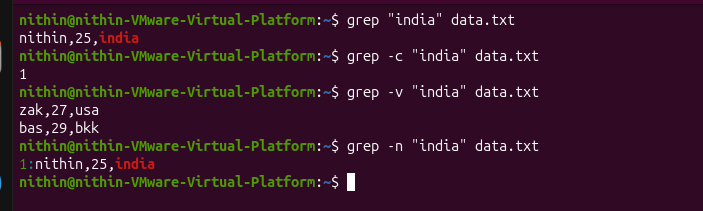 nithin@nithin-VMware-Virtual-Platform:~$ grep "india" data.txt
nithin,25,india
nithin@nithin-VMware-Virtual-Platform:~$ grep -c "india" data.txt
1
nithin@nithin-VMware-Virtual-Platform:~$ grep -v "india" data.txt
zak,27,usa
bas,29,bkk
nithin@nithin-VMware-Virtual-Platform:~$ grep -n "india" data.txt
1:nithin,25,india
nithin@nithin-VMware-Virtual-Platform:~$